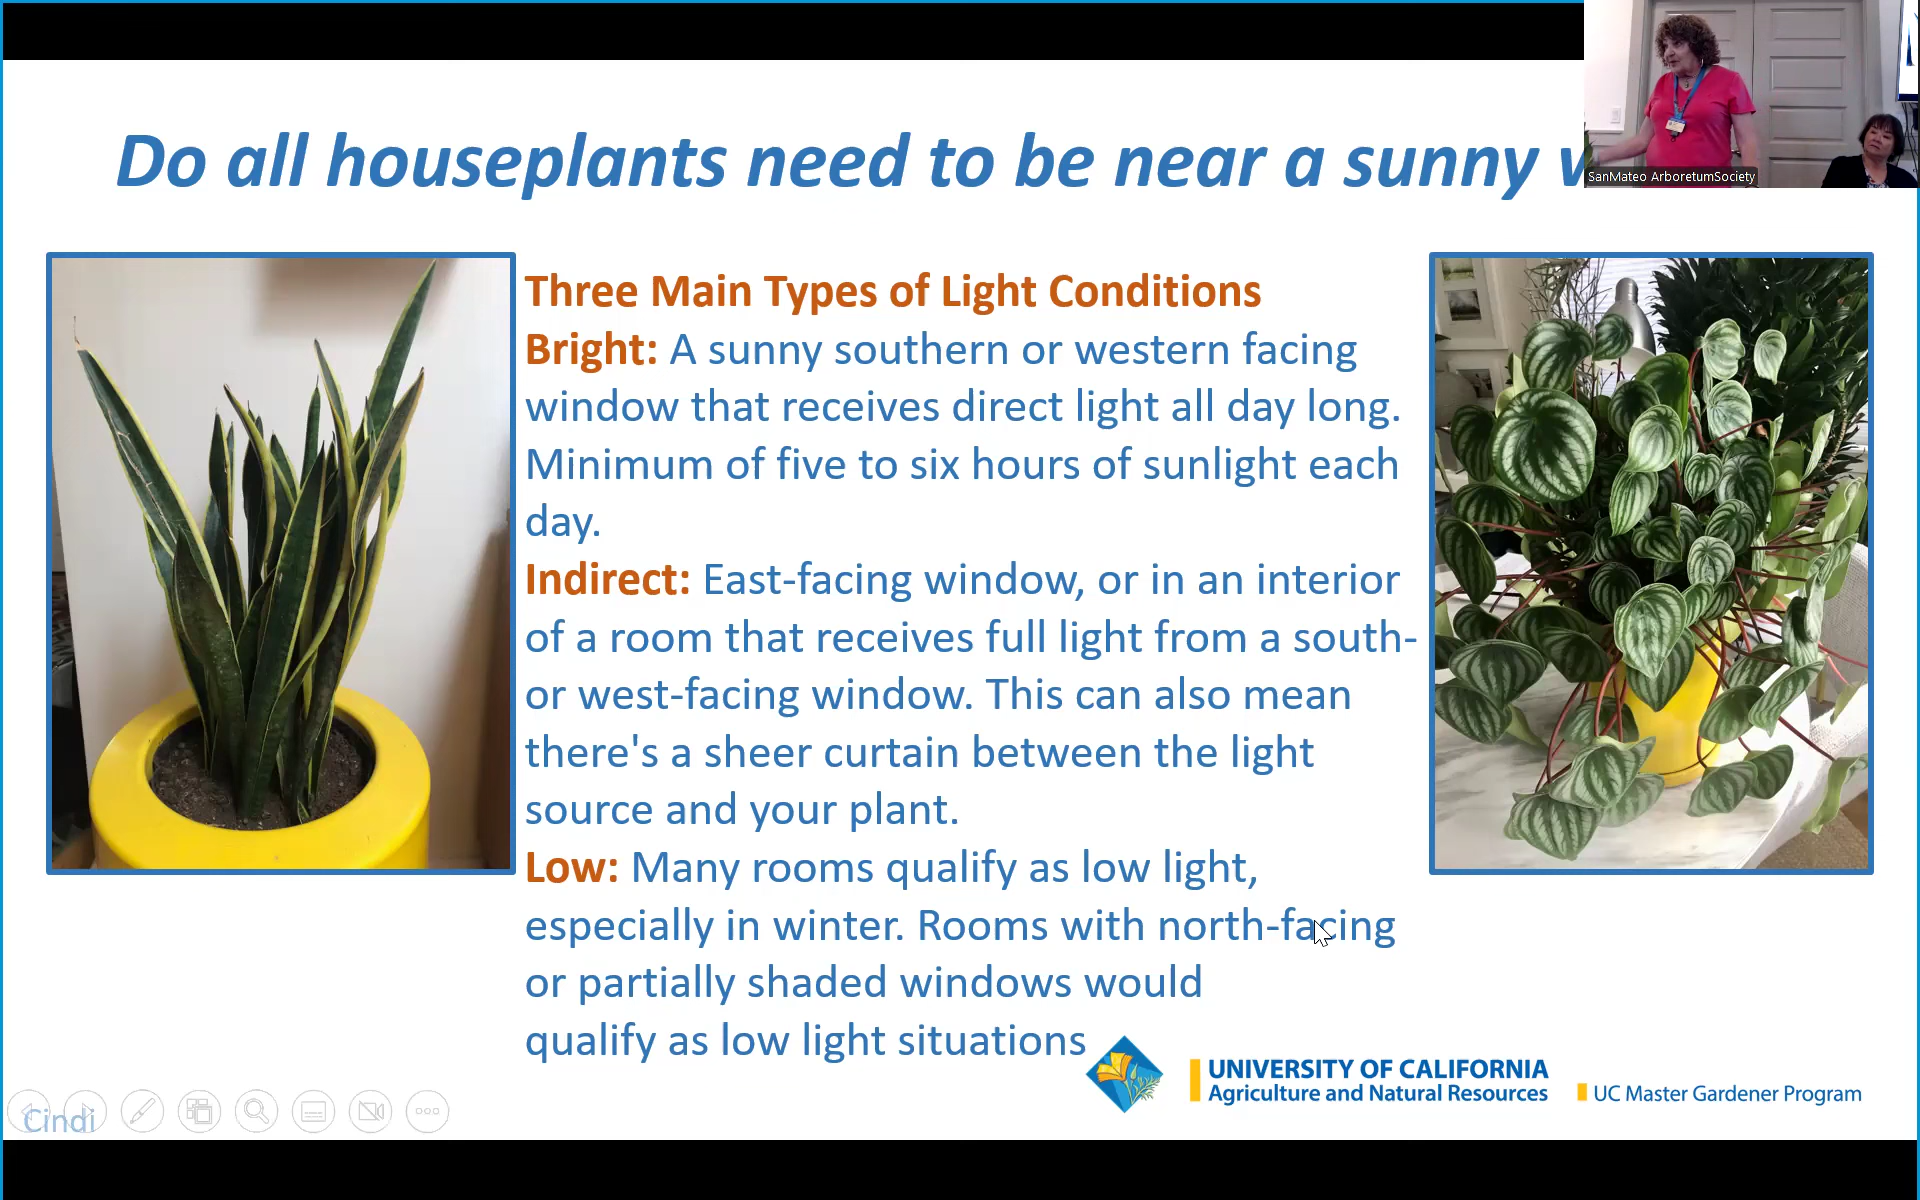 Do all houseplants need to be near a sunny
SanMateo ArboretumSociety
Three Main Types of Light Conditions
Bright: A sunny southern or western facing
window that receives direct light all day long.
Minimum of five to six hours of sunlight each
day.
Indirect: East-facing window, or in an interior
of a room that receives full light from a south-
or west-facing window. This can also mean
there's a sheer curtain between the light
source and your plant.
Low: Many rooms qualify as low light,
especially in winter. Rooms with north-facing
or partially shaded windows would
qualify as low light situations
UNIVERSITY OF CALIFORNIA
Agriculture and Natural Resources
UC Master Gardener Program
Cindi